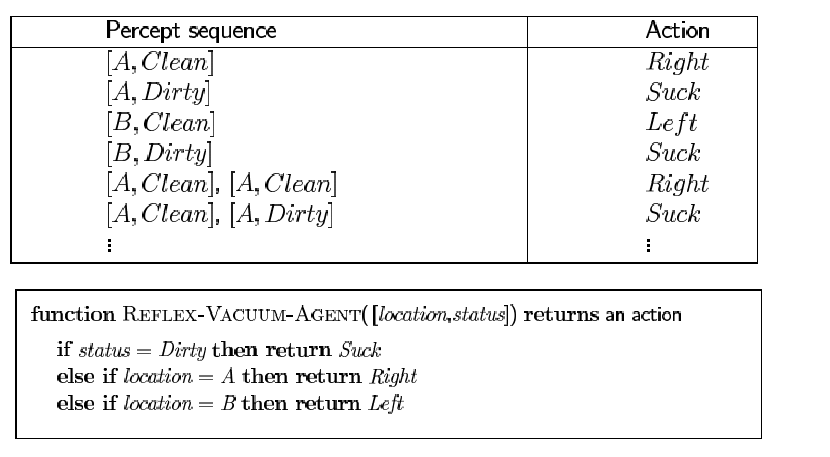 Percept sequence Action
[A, Clean] Right
[A, Dirty] Suck
[B, Clean] Left
[B, Dirty] Suck
[A, Clean], [A, Clean] Right
[A, Clean], [A, Dirty] Suck
⋮ ⋮
function REFLEX-VACUUM-AGENT([location,status]) returns an action
if status = Dirty then return Suck
else if location = A then return Right
else if location = B then return Left